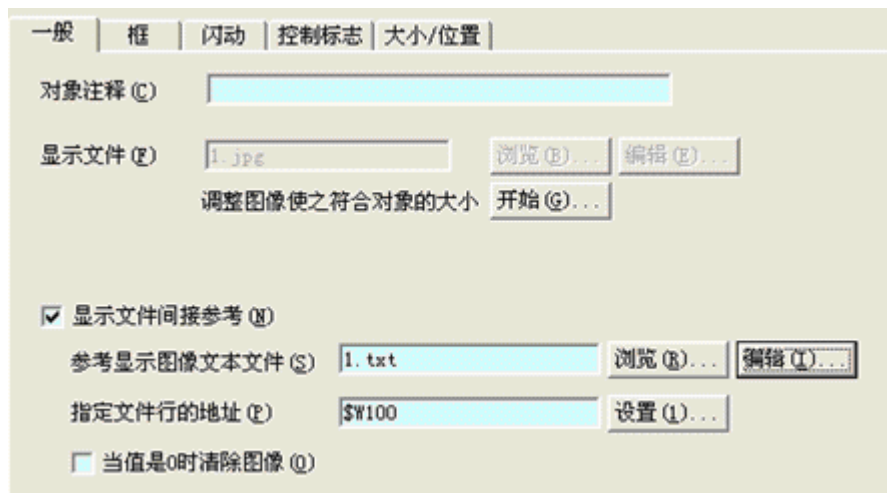 一般 框 闪动 控制标志 大小/位置
对象注释(C)
显示文件(F) 1.jpg 浏览(B)... 编辑(E)...
调整图像使之符合对象的大小 开始(G)...
显示文件间接参考(N)
参考显示图像文本文件(S) 1.txt 浏览(R)... 编辑(I)...
指定文件行的地址(P) $W100 设置(1)...
当值是0时清除图像(O)